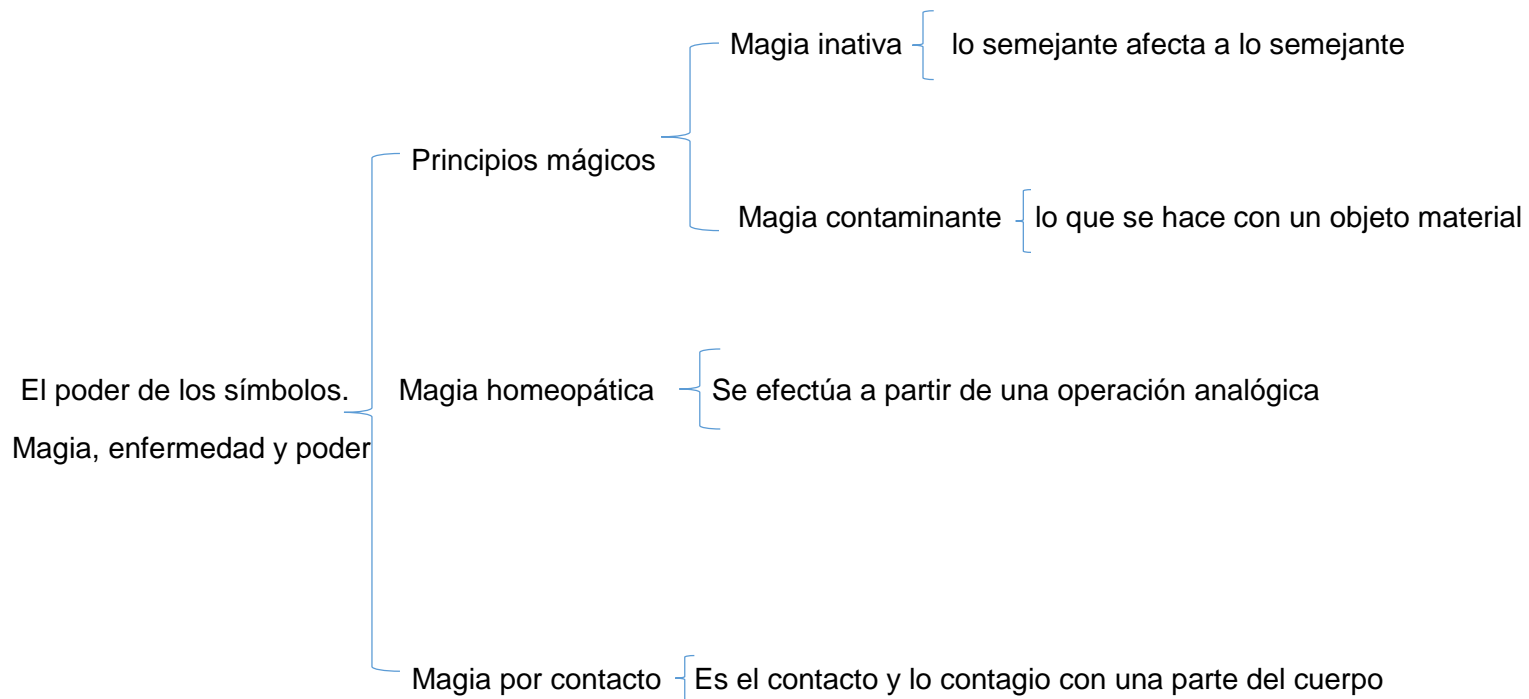 Magia inativa
lo semejante afecta a lo semejante
Principios mágicos
Magia contaminante
lo que se hace con un objeto material
El poder de los símbolos.
Magia, enfermedad y poder
Magia homeopática
Se efectúa a partir de una operación analógica
Magia por contacto
Es el contacto y lo contagio con una parte del cuerpo